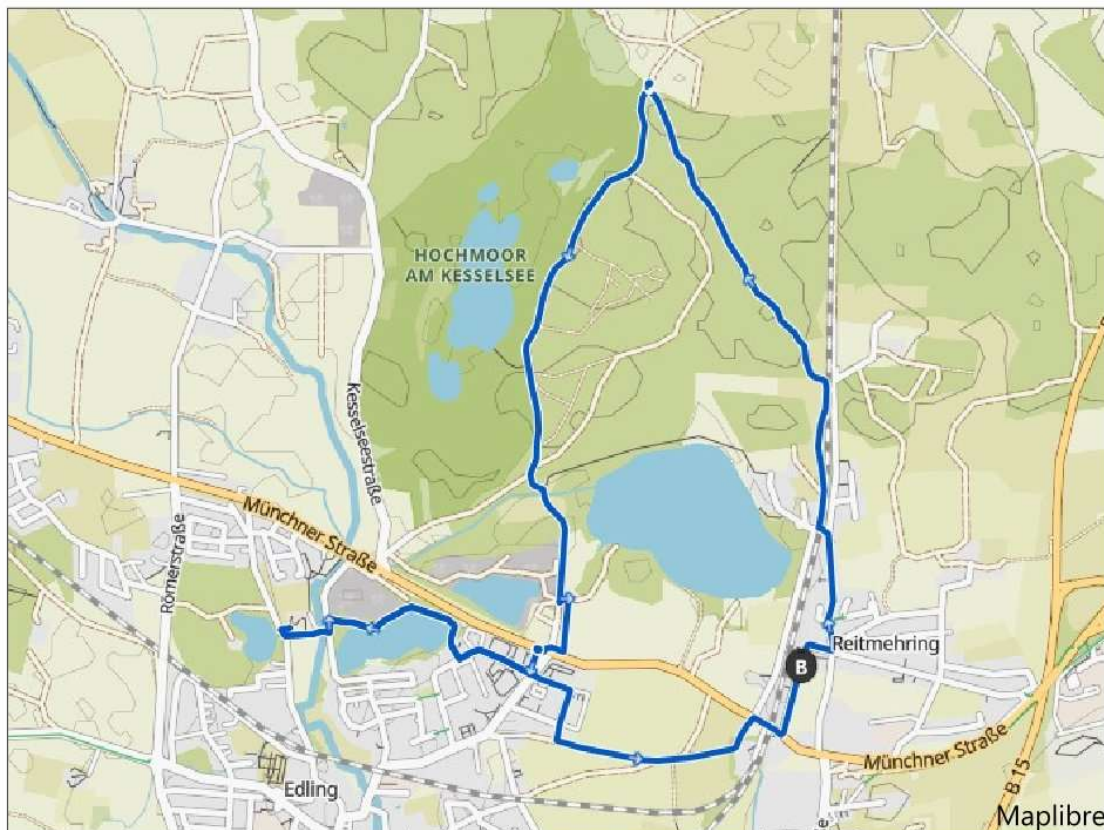 HOCHMOOR
AM KESSELSEE
Kesselseestraße
Münchner Straße
Römerstraße
Reitmehring
B
Münchner Straße
Edling
B 15
Maplibre